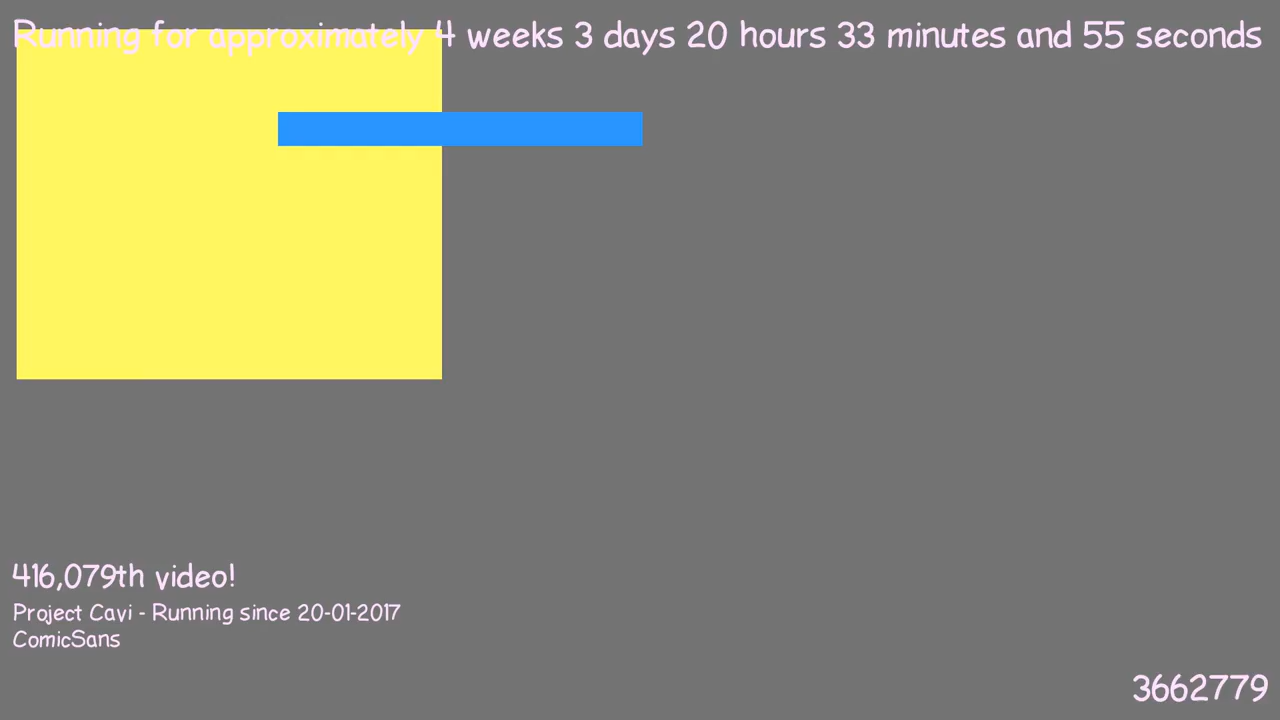 Running for approximately 4 weeks 3 days 20 hours 33 minutes and 55 seconds
416,079th video!
Project Cavi - Running since 20-01-2017
ComicSans
3662779